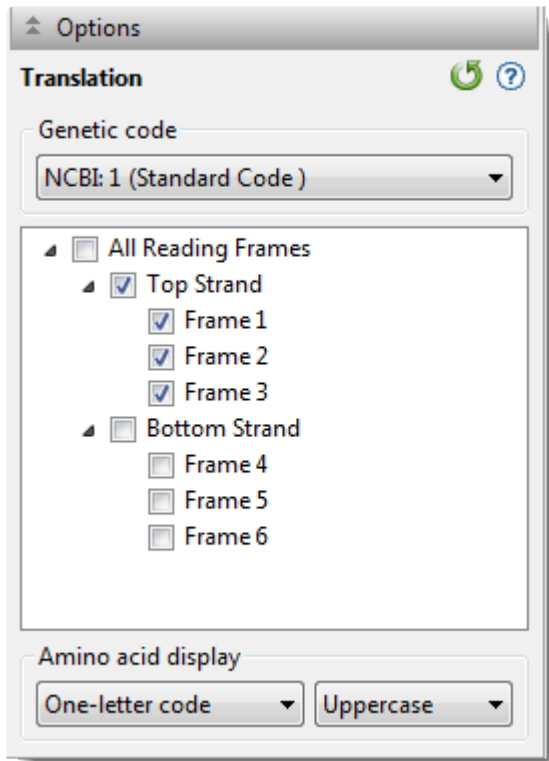 Options
Translation
Genetic code
NCBI: 1 (Standard Code )
All Reading Frames
Top Strand
Frame 1
Frame 2
Frame 3
Bottom Strand
Frame 4
Frame 5
Frame 6
Amino acid display
One-letter code Uppercase